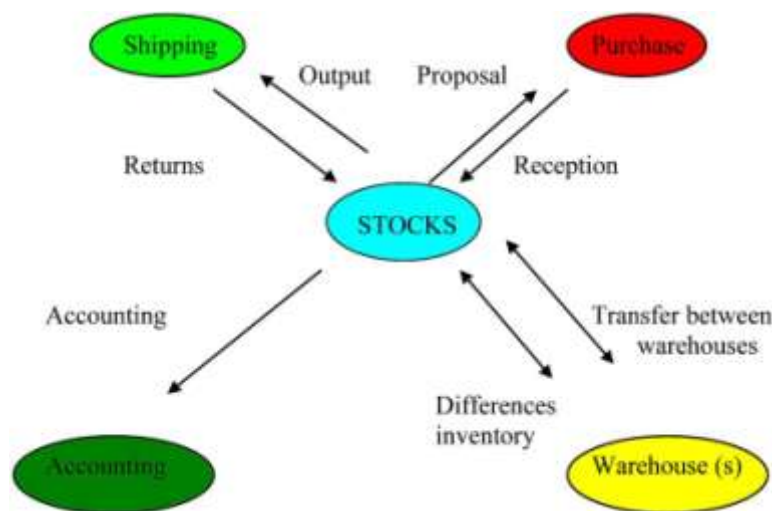 Shipping
Purchase
Output
Proposal
Returns
Reception
STOCKS
Accounting
Transfer between
warehouses
Differences
inventory
Accounting
Warehouse (s)